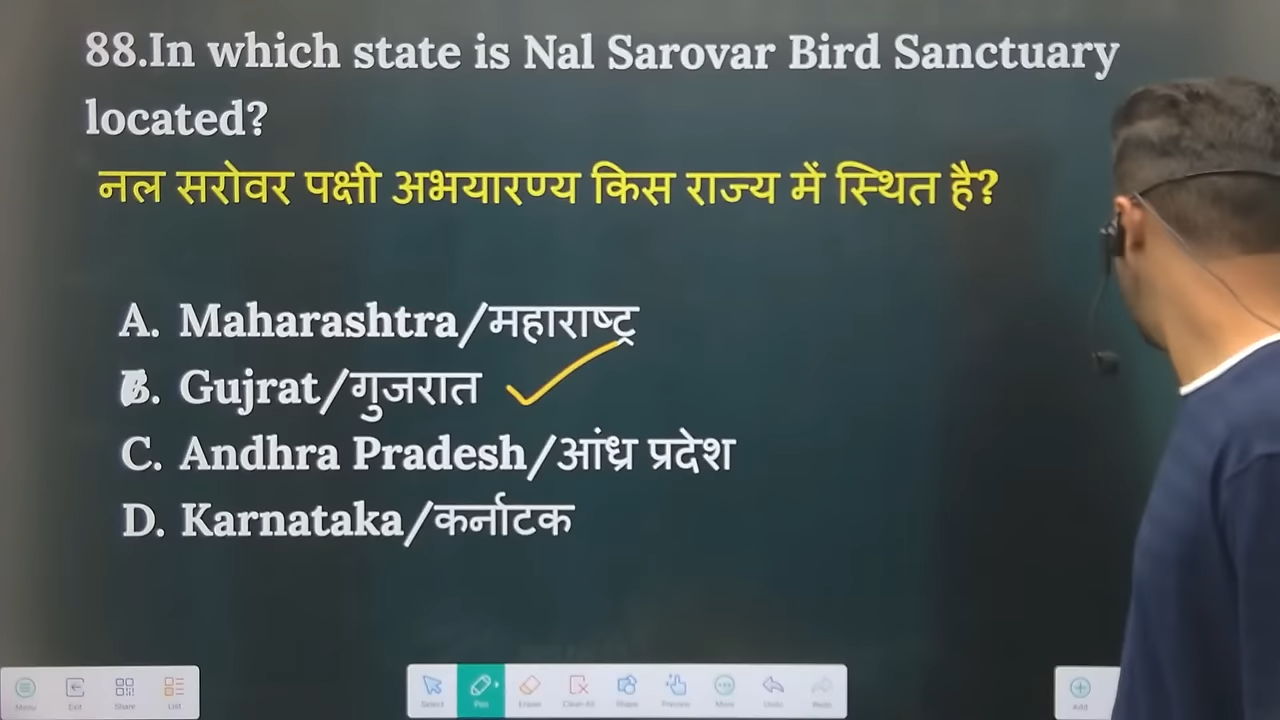 88.In which state is Nal Sarovar Bird Sanctuary
located?
नल सरोवर पक्षी अभयारण्य किस राज्य में स्थित है?
A. Maharashtra/महाराष्ट्र
B. Gujrat/गुजरात
C. Andhra Pradesh/आंध्र प्रदेश
D. Karnataka/कर्नाटक
Menu Exit Share List Select Pen Eraser Clear All Shape Preview More Undo Redo Add